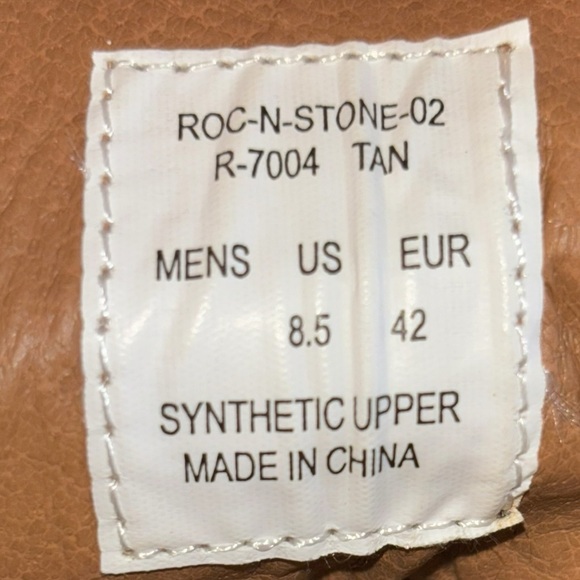 ROC-N-STONE-02
R-7004 TAN
MENS US EUR
8.5 42
SYNTHETIC UPPER
MADE IN CHINA